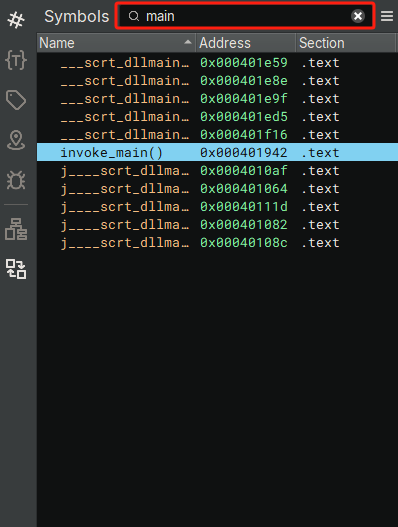 Symbols main
Name Address Section
___scrt_dllmain… 0x000401e59 .text
___scrt_dllmain… 0x000401e8e .text
___scrt_dllmain… 0x000401e9f .text
___scrt_dllmain… 0x000401ed5 .text
___scrt_dllmain… 0x000401f16 .text
invoke_main() 0x000401942 .text
j____scrt_dllma… 0x0004010af .text
j____scrt_dllma… 0x000401064 .text
j____scrt_dllma… 0x00040111d .text
j____scrt_dllma… 0x000401082 .text
j____scrt_dllma… 0x00040108c .text